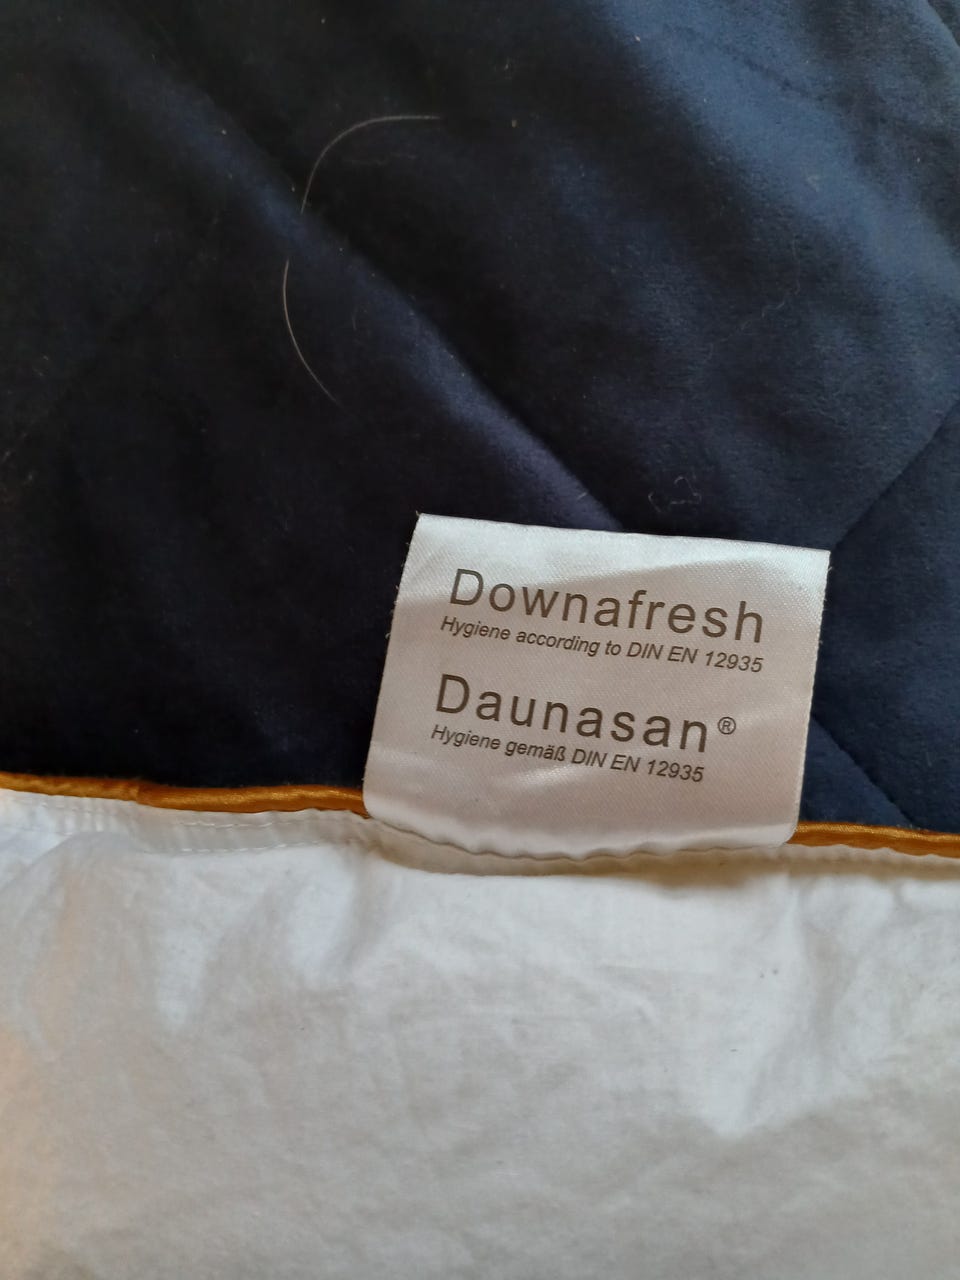 Downafresh
Hygiene according to DIN EN 12935
Daunasan®
Hygiene gemäß DIN EN 12935